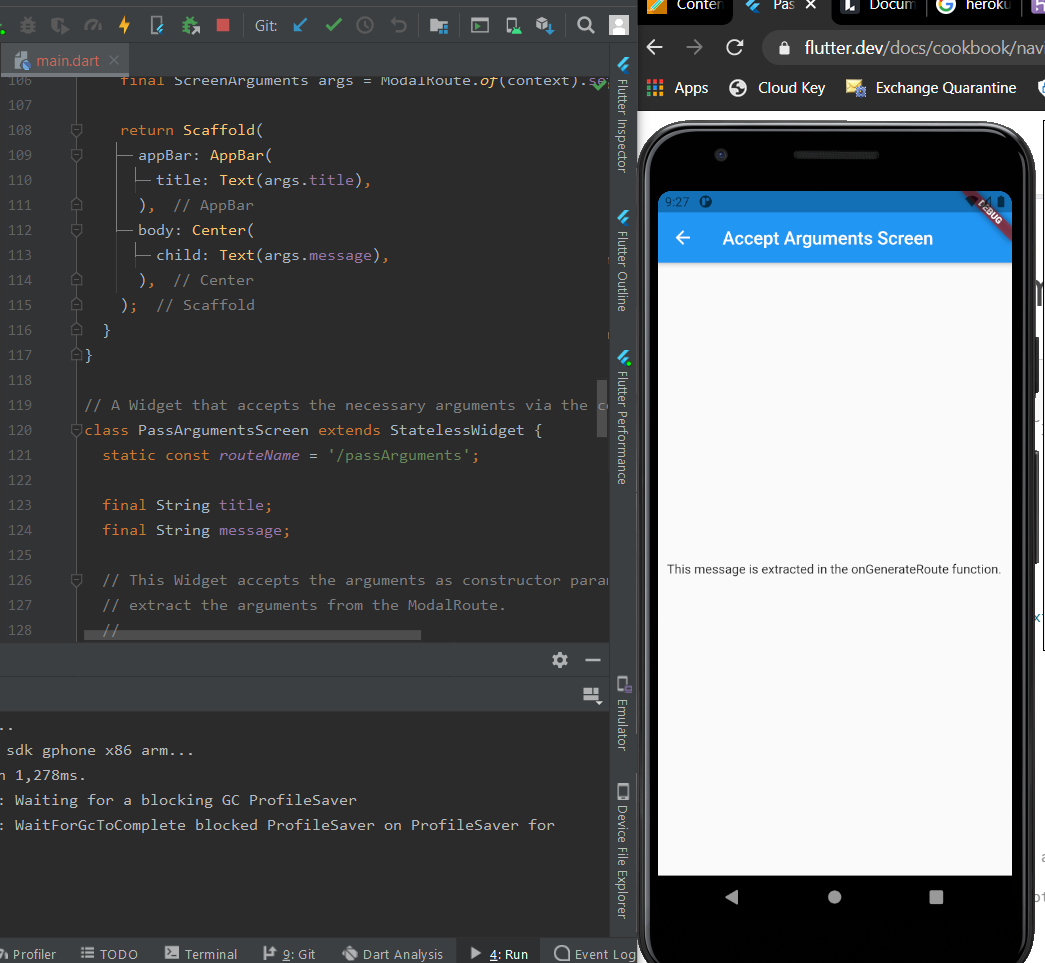 Git:
main.dart
106 final ScreenArguments args = ModalRoute.of(context).se
107
108 return Scaffold(
109 appBar: AppBar(
110 title: Text(args.title),
111 ), // AppBar
112 body: Center(
113 child: Text(args.message),
114 ), // Center
115 ); // Scaffold
116 }
117 }
118
119 // A Widget that accepts the necessary arguments via the c
120 class PassArgumentsScreen extends StatelessWidget {
121 static const routeName = '/passArguments';
122
123 final String title;
124 final String message;
125
126 // This Widget accepts the arguments as constructor para
127 // extract the arguments from the ModalRoute.
128 //
..
sdk gphone x86 arm...
n 1,278ms.
: Waiting for a blocking GC ProfileSaver
: WaitForGcToComplete blocked ProfileSaver on ProfileSaver for
Profiler TODO Terminal 9: Git Dart Analysis 4: Run Event Log
Flutter Inspector
Flutter Outline
Flutter Performance
Emulator
Device File Explorer
Conten Pas Docum heroku
flutter.dev/docs/cookbook/nav
Apps Cloud Key Exchange Quarantine
9:27
DEBUG
Accept Arguments Screen
This message is extracted in the onGenerateRoute function.